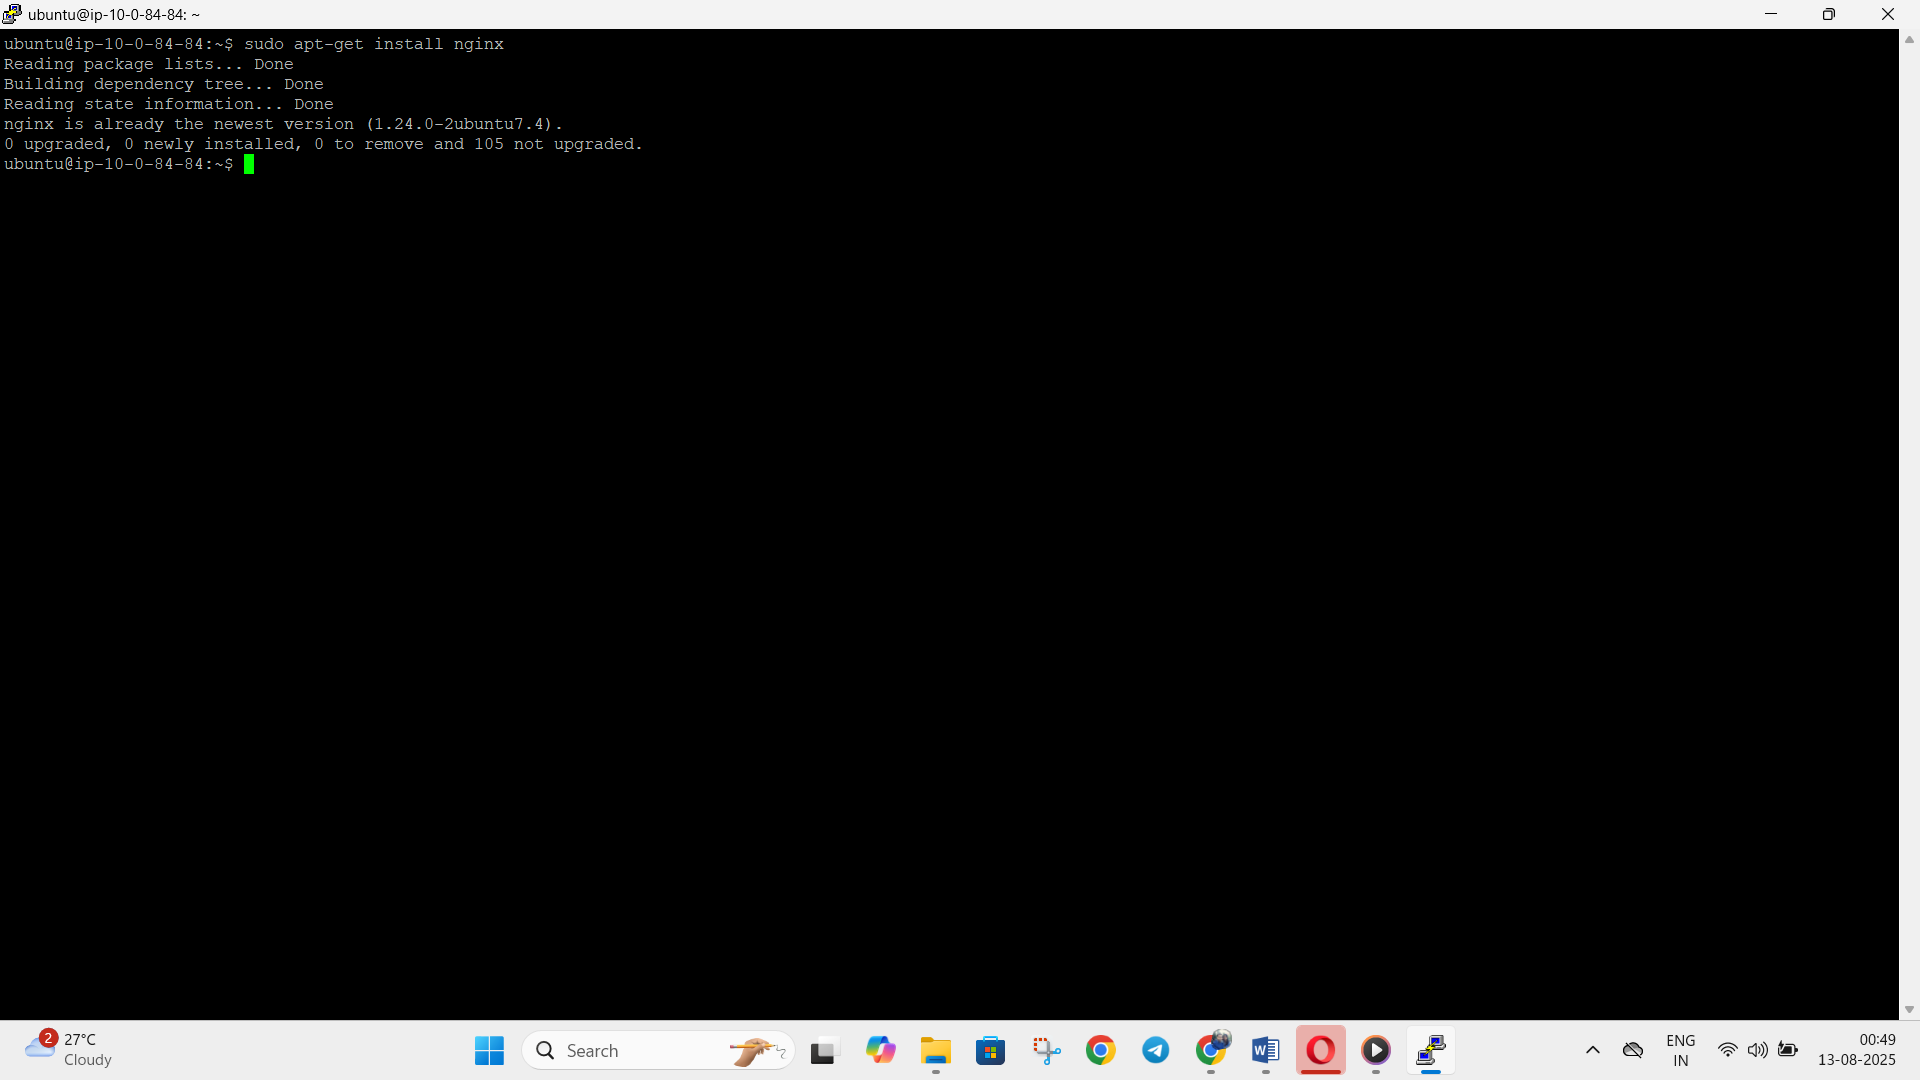 ubuntu@ip-10-0-84-84: ~
ubuntu@ip-10-0-84-84:~$ sudo apt-get install nginx
Reading package lists... Done
Building dependency tree... Done
Reading state information... Done
nginx is already the newest version (1.24.0-2ubuntu7.4).
0 upgraded, 0 newly installed, 0 to remove and 105 not upgraded.
ubuntu@ip-10-0-84-84:~$
2
27°C
Cloudy
Search
W
ENG
IN
00:49
13-08-2025